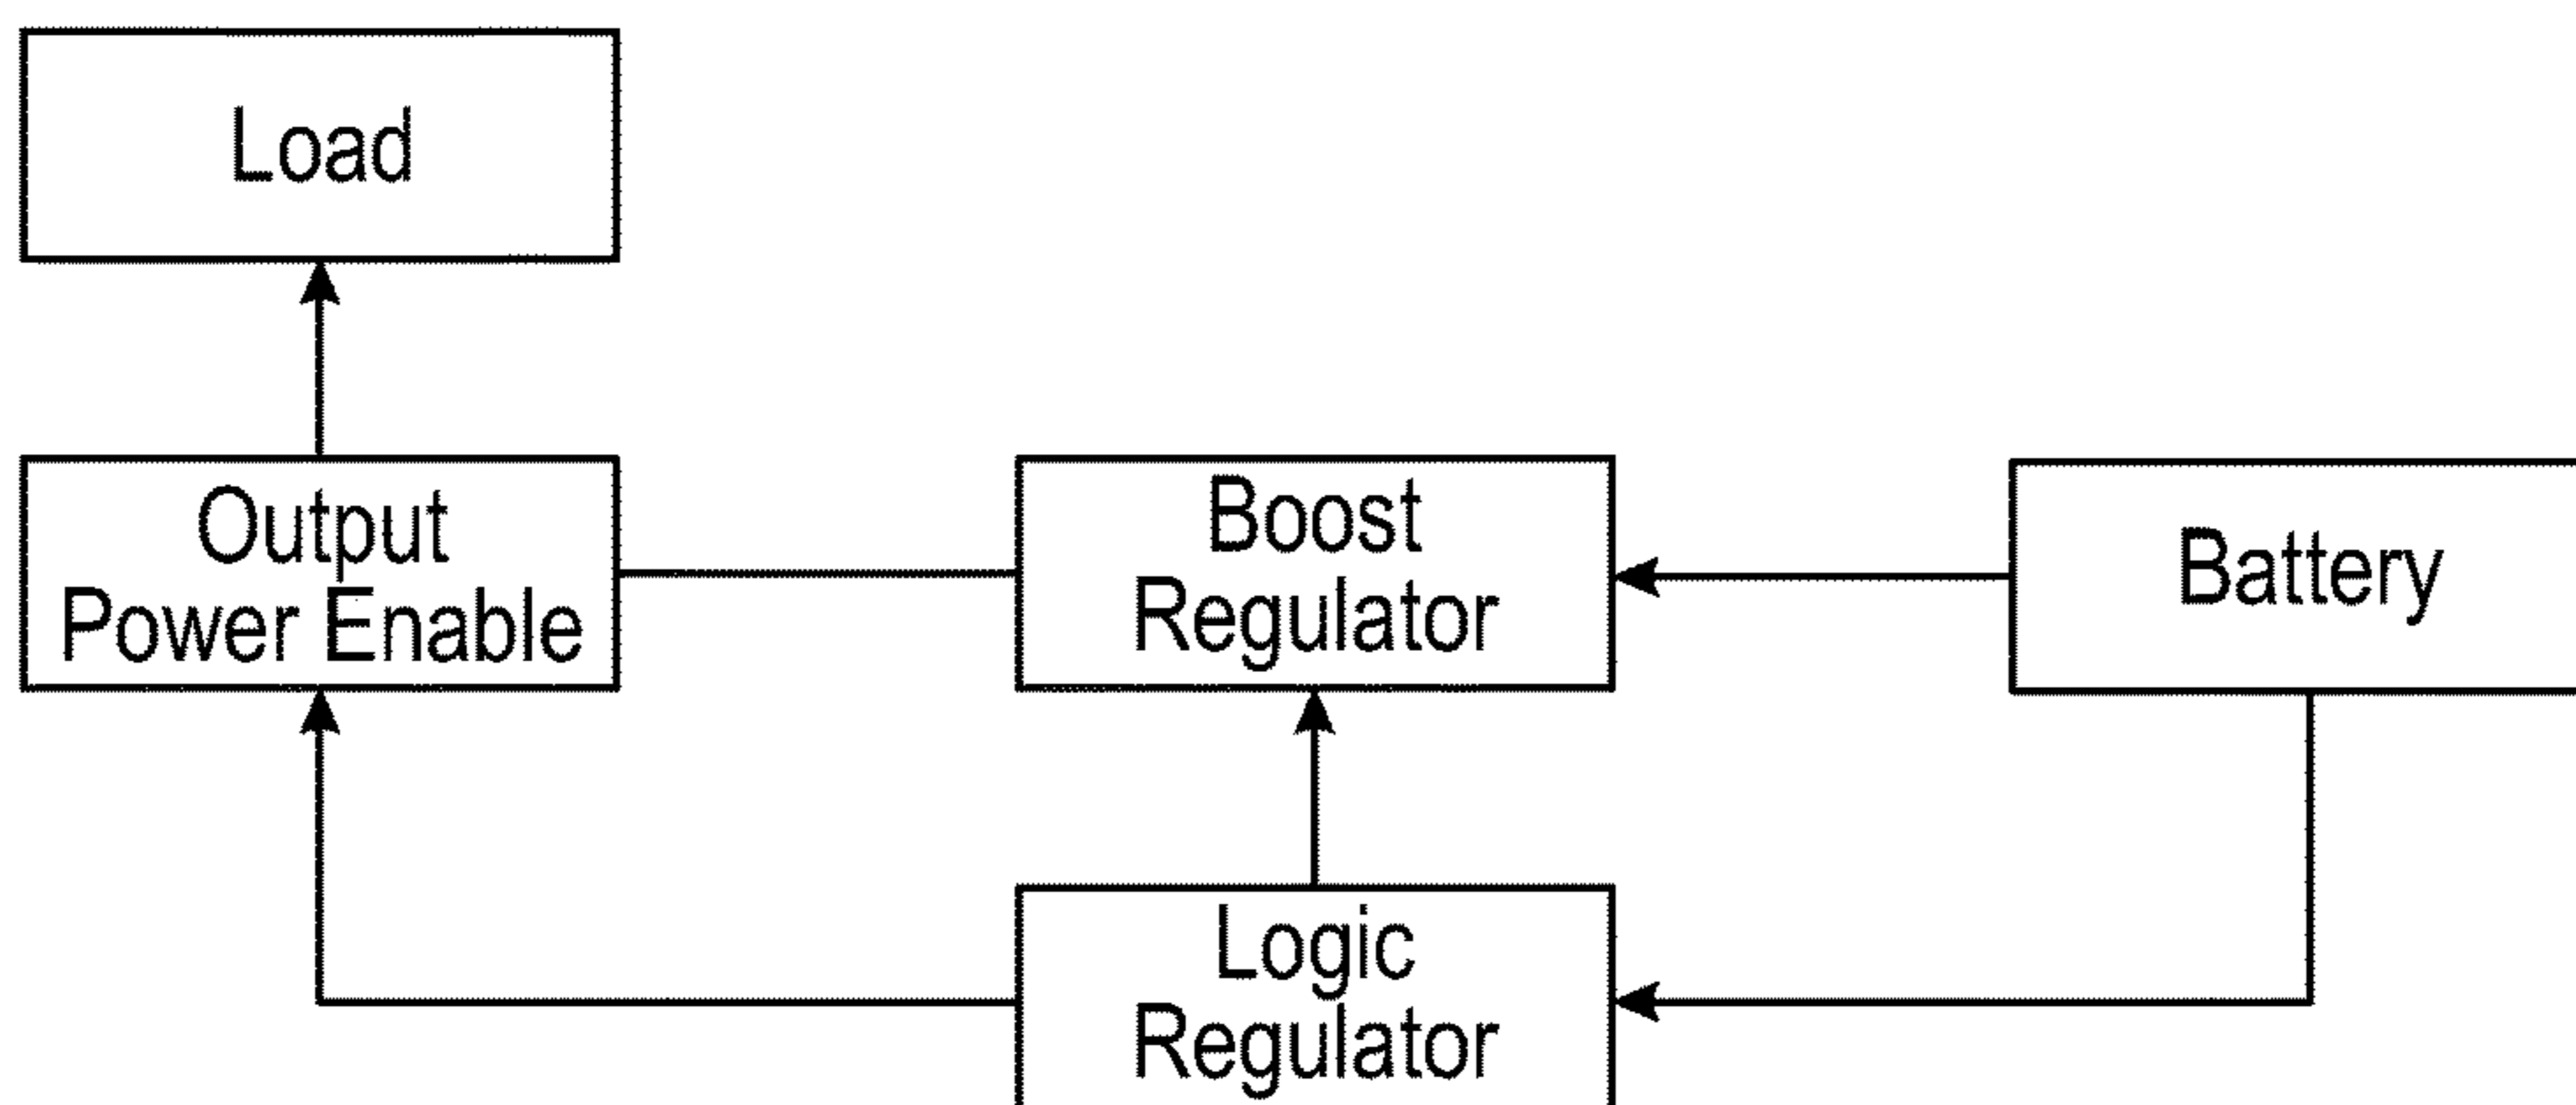 Load
Output
Power Enable
Boost
Regulator
Battery
Logic
Regulator